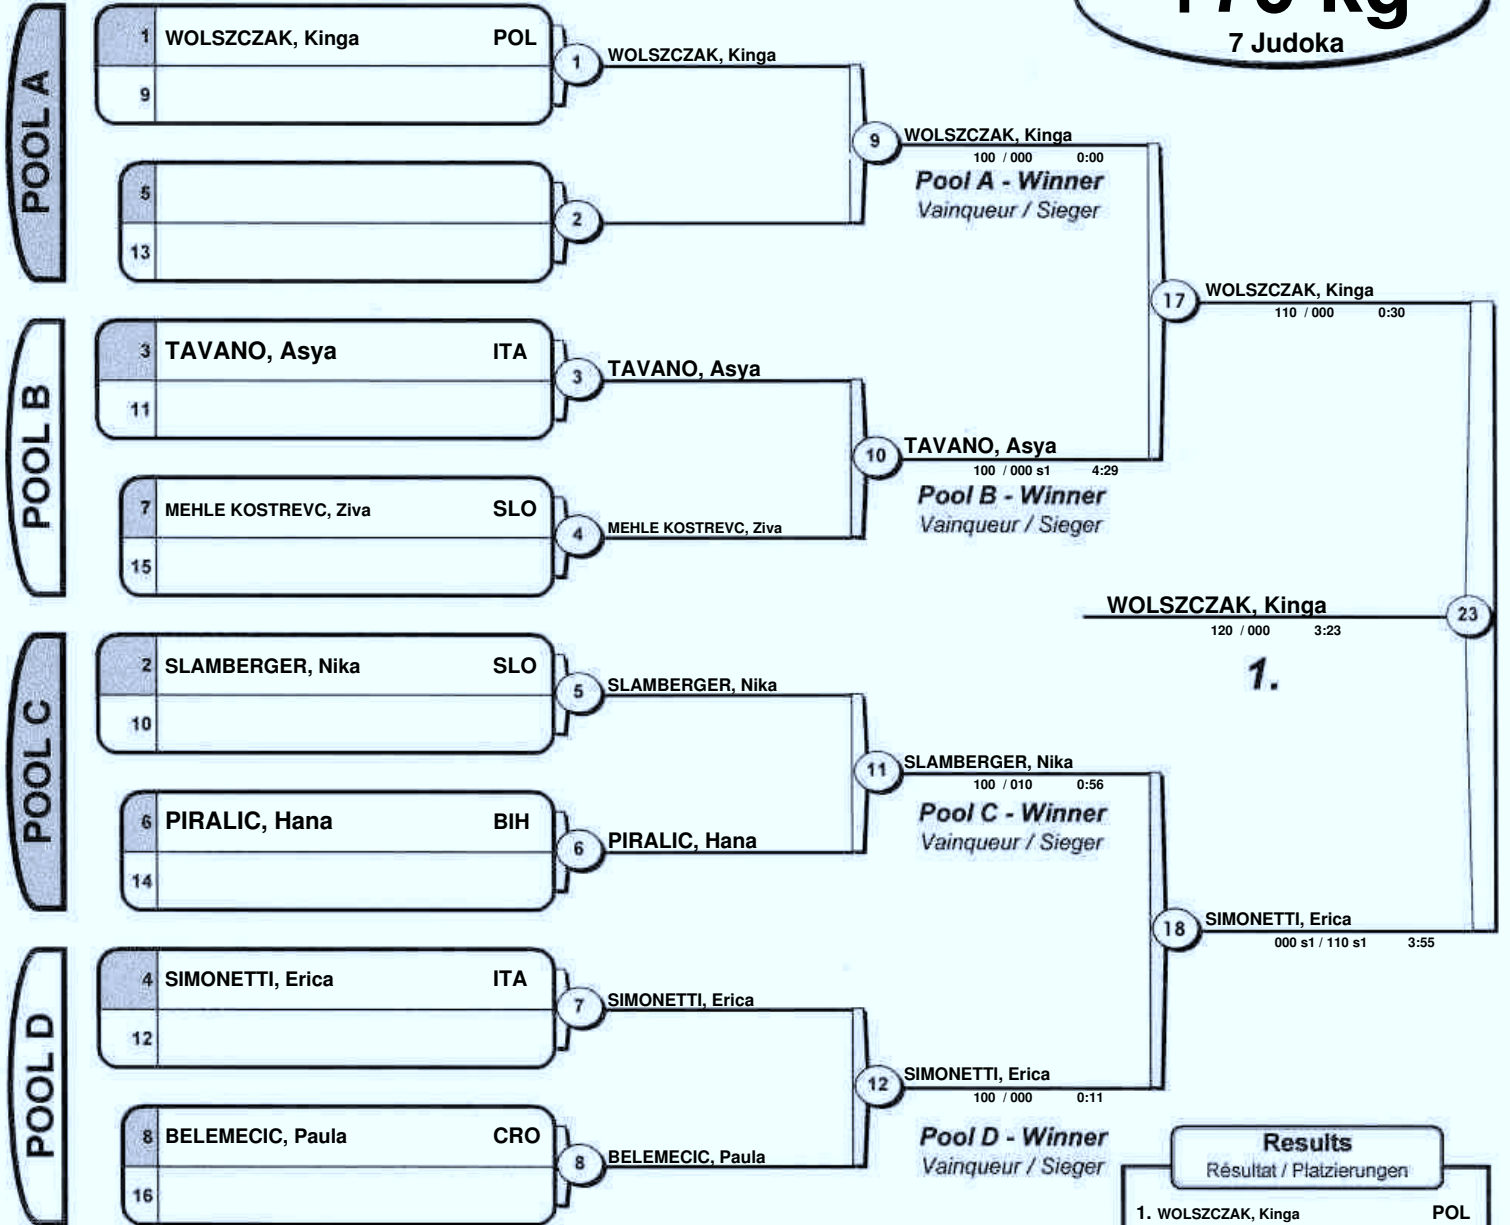 7 Judoka
POOL A
1 WOLSZCZAK, Kinga POL
9
1 WOLSZCZAK, Kinga
5
13
2
9 WOLSZCZAK, Kinga
100 / 000 0:00
Pool A - Winner
Vainqueur / Sieger
POOL B
3 TAVANO, Asya ITA
11
3 TAVANO, Asya
7 MEHLE KOSTREVC, Ziva SLO
15
4 MEHLE KOSTREVC, Ziva
10 TAVANO, Asya
100 / 000 s1 4:29
Pool B - Winner
Vainqueur / Sieger
17 WOLSZCZAK, Kinga
110 / 000 0:30
WOLSZCZAK, Kinga 23
120 / 000 3:23
1.
POOL C
2 SLAMBERGER, Nika SLO
10
5 SLAMBERGER, Nika
6 PIRALIC, Hana BIH
14
6 PIRALIC, Hana
11 SLAMBERGER, Nika
100 / 010 0:56
Pool C - Winner
Vainqueur / Sieger
18 SIMONETTI, Erica
000 s1 / 110 s1 3:55
POOL D
4 SIMONETTI, Erica ITA
12
7 SIMONETTI, Erica
8 BELEMECIC, Paula CRO
16
8 BELEMECIC, Paula
12 SIMONETTI, Erica
100 / 000 0:11
Pool D - Winner
Vainqueur / Sieger
Results
Résultat / Platzierungen
1. WOLSZCZAK, Kinga POL